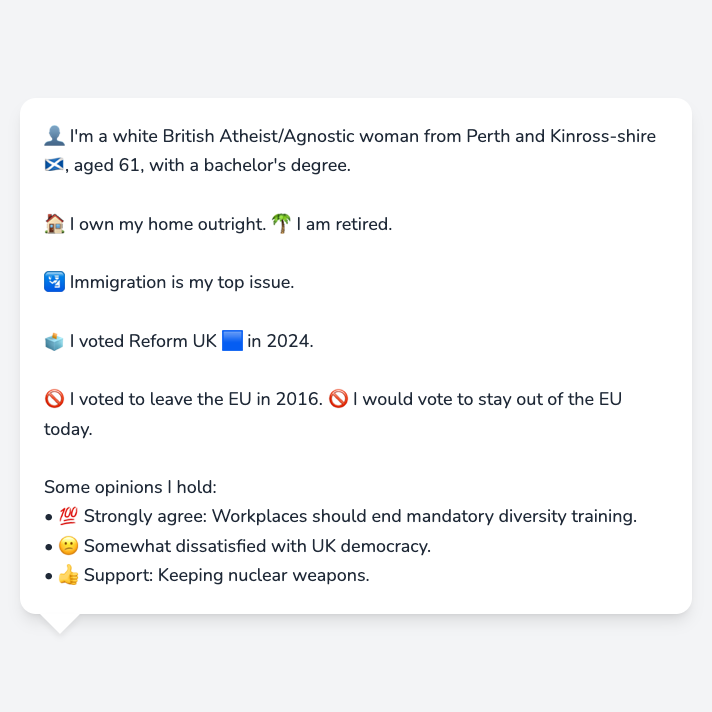 👤 I'm a white British Atheist/Agnostic woman from Perth and Kinross-shire
🏴󠁧󠁢󠁳󠁣󠁴󠁿, aged 61, with a bachelor's degree.
🏠 I own my home outright. 🌴 I am retired.
🛂 Immigration is my top issue.
🗳️ I voted Reform UK 🟦 in 2024.
🚫 I voted to leave the EU in 2016. 🚫 I would vote to stay out of the EU
today.
Some opinions I hold:
• 💯 Strongly agree: Workplaces should end mandatory diversity training.
• 😕 Somewhat dissatisfied with UK democracy.
• 👍 Support: Keeping nuclear weapons.